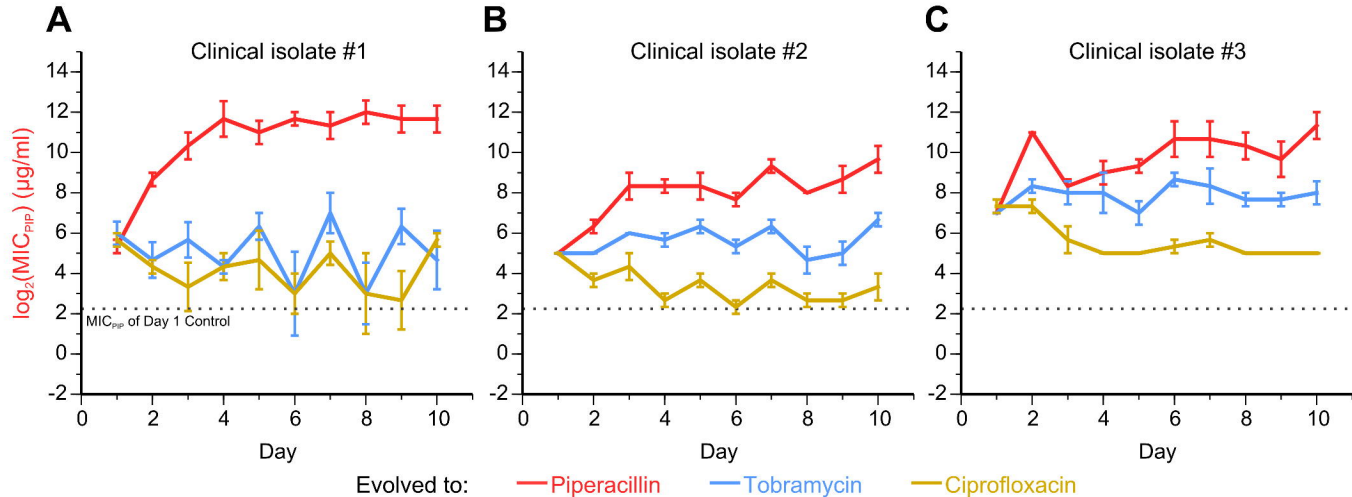 A
Clinical isolate #1
B
Clinical isolate #2
C
Clinical isolate #3
log₂(MIC_PIP) (µg/ml)
14
12
10
8
6
4
2
0
-2
MIC_PIP of Day 1 Control
0 2 4 6 8 10
Day
14
12
10
8
6
4
2
0
-2
0 2 4 6 8 10
Day
14
12
10
8
6
4
2
0
-2
0 2 4 6 8 10
Day
Evolved to: Piperacillin Tobramycin Ciprofloxacin